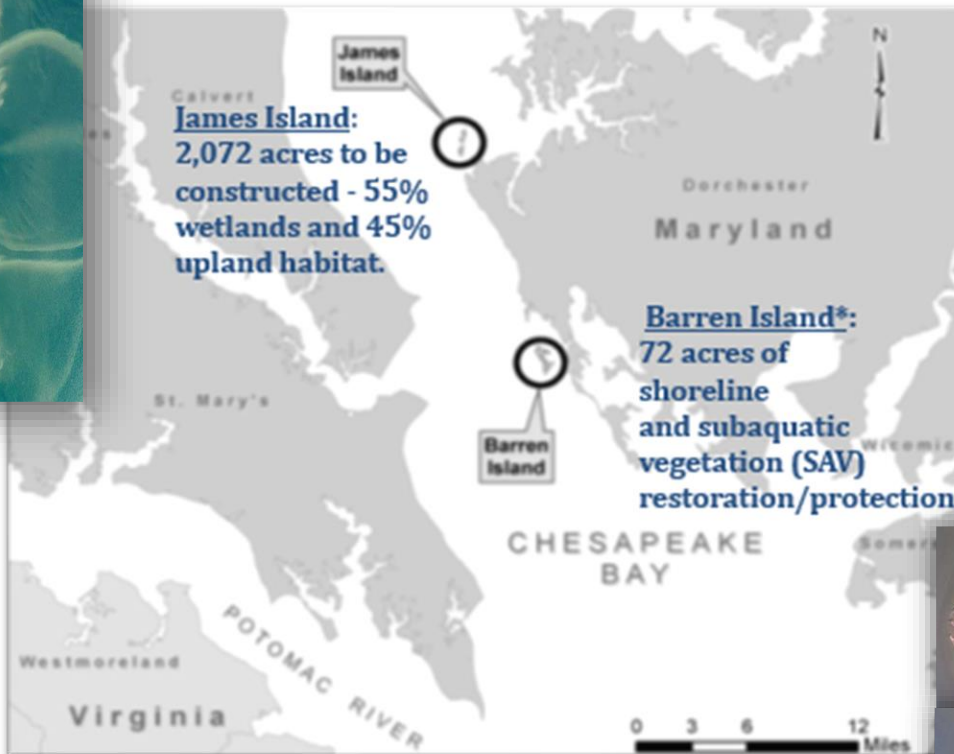 N
James
Island
Calvert
James Island:
2,072 acres to be
constructed - 55%
wetlands and 45%
upland habitat.
Dorchester
Maryland
Barren Island*:
72 acres of
shoreline
and subaquatic
vegetation (SAV)
restoration/protection
St. Mary's
Barren
Island
Wicomic
CHESAPEAKE
BAY
Somers
POTOMAC RIVER
Westmoreland
Virginia
0 3 6 12
Miles